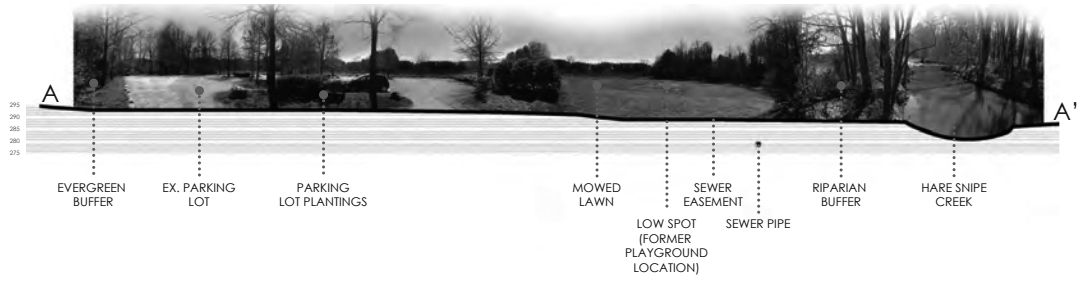 A
A'
295
290
285
280
275
EVERGREEN
BUFFER
EX. PARKING
LOT
PARKING
LOT PLANTINGS
MOWED
LAWN
LOW SPOT
(FORMER
PLAYGROUND
LOCATION)
SEWER
EASEMENT
SEWER PIPE
RIPARIAN
BUFFER
HARE SNIPE
CREEK